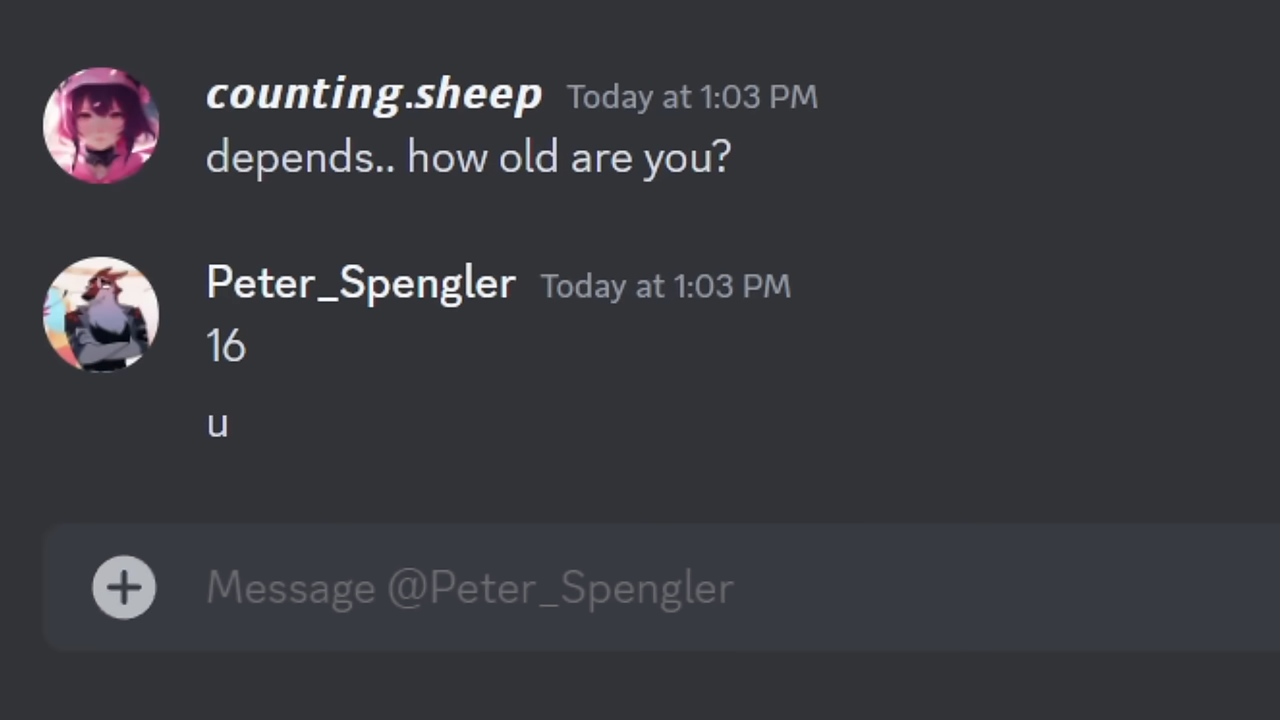 counting.sheep Today at 1:03 PM
depends.. how old are you?
Peter_Spengler Today at 1:03 PM
16
u
Message @Peter_Spengler